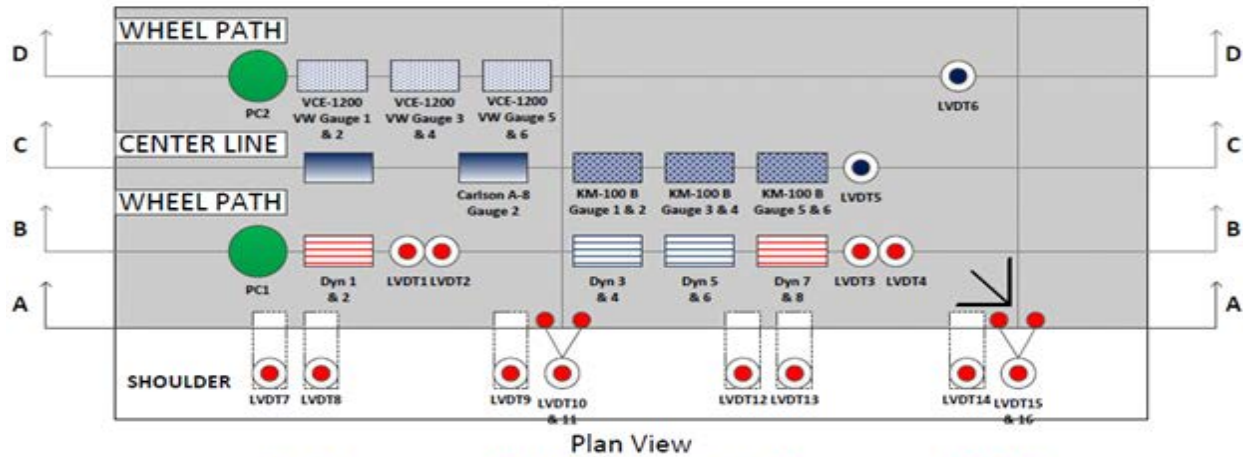 WHEEL PATH
D
D
LVDT6
PC2
VCE-1200
VW Gauge 1
& 2
VCE-1200
VW Gauge 3
& 4
VCE-1200
VW Gauge 5
& 6
C
CENTER LINE
C
Carlson A-8
Gauge 2
KM-100 B
Gauge 1 & 2
KM-100 B
Gauge 3 & 4
KM-100 B
Gauge 5 & 6
LVDT5
WHEEL PATH
B
B
PC1
Dyn 1
& 2
LVDT1
LVDT2
Dyn 3
& 4
Dyn 5
& 6
Dyn 7
& 8
LVDT3
LVDT4
A
A
SHOULDER
LVDT7
LVDT8
LVDT9
LVDT10
& 11
LVDT12
LVDT13
LVDT14
LVDT15
& 16
Plan View